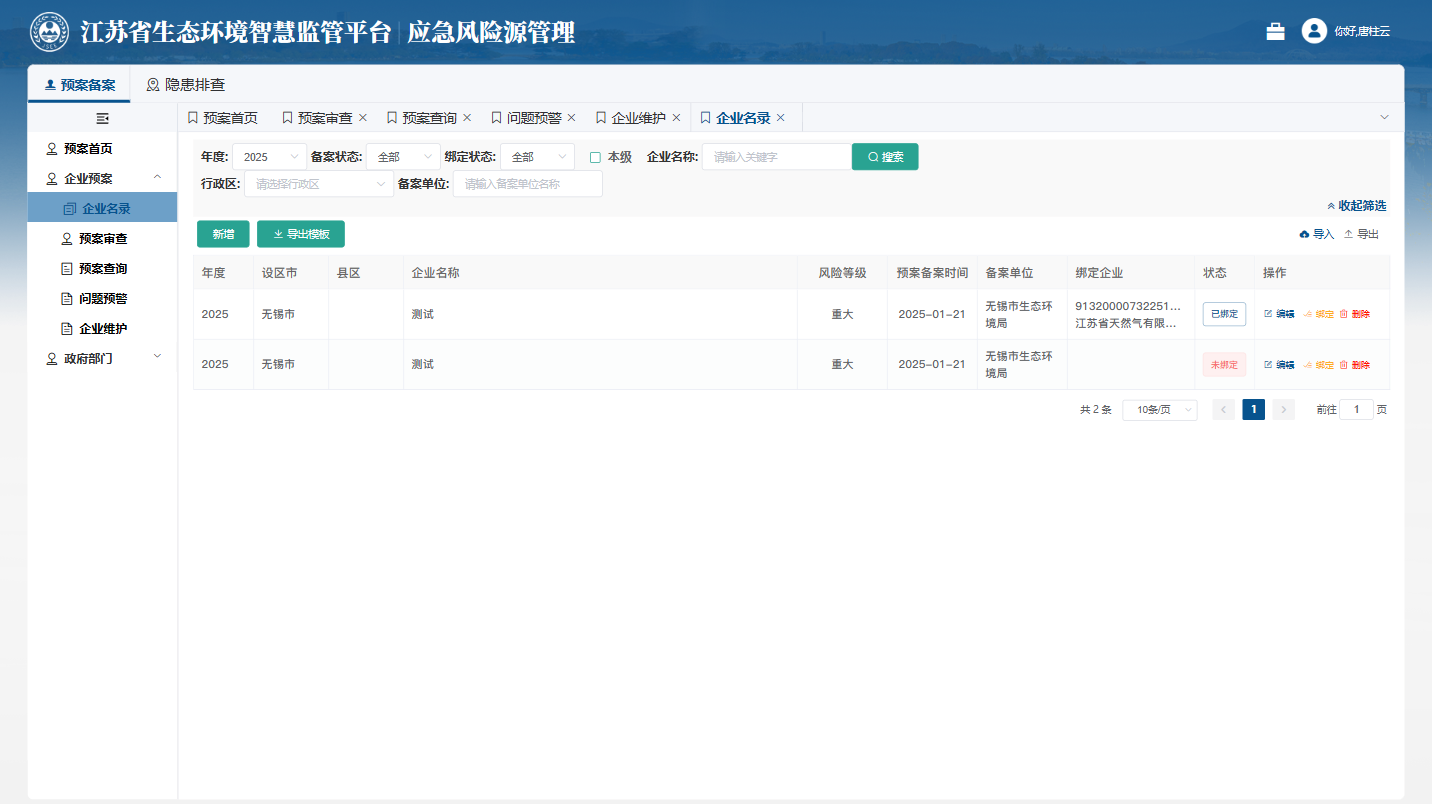 江苏省生态环境智慧监管平台 | 应急风险源管理
你好,唐柱云
预案备案 隐患排查
预案首页 预案审查 预案查询 问题预警 企业维护 企业名录
预案首页
企业预案
企业名录
预案审查
预案查询
问题预警
企业维护
政府部门
年度: 2025 备案状态: 全部 绑定状态: 全部 本级 企业名称: 请输入关键字 搜索
行政区: 请选择行政区 备案单位: 请输入备案单位名称
收起筛选
新增 导出模板 导入 导出
年度 设区市 县区 企业名称 风险等级 预案备案时间 备案单位 绑定企业 状态 操作
2025 无锡市 测试 重大 2025-01-21 无锡市生态环境局 91320000732251... 江苏省天然气有限... 已绑定 编辑 绑定 删除
2025 无锡市 测试 重大 2025-01-21 无锡市生态环境局 未绑定 编辑 绑定 删除
共 2 条 10条/页 1 前往 1 页